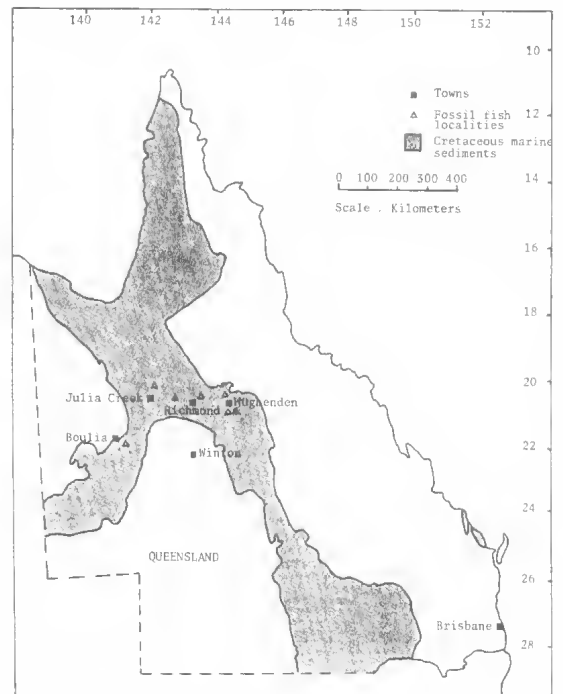 140 142 144 146 148 150 152
10
12
14
16
18
20
22
24
26
28
Towns
Fossil fish
localities
Cretaceous marine
sediments
0 100 200 300 400
Scale . Kilometers
Julia Creek
Richmond
Hughenden
Boulia
Winton
QUEENSLAND
Brisbane